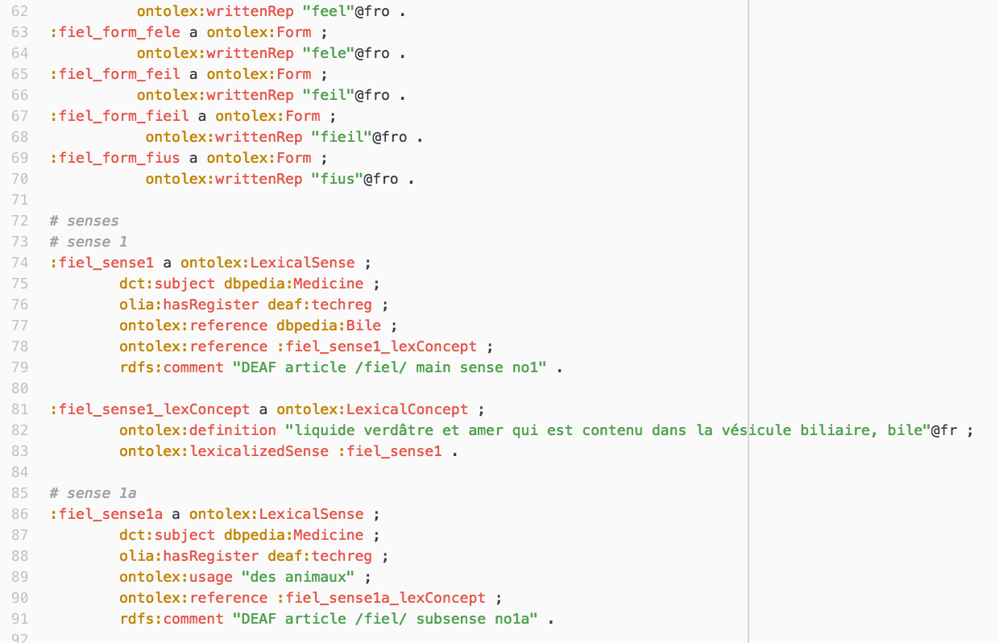 62 ontolex:writtenRep "feel"@fro .
63 :fiel_form_fele a ontolex:Form ;
64 ontolex:writtenRep "fele"@fro .
65 :fiel_form_feil a ontolex:Form ;
66 ontolex:writtenRep "feil"@fro .
67 :fiel_form_fieil a ontolex:Form ;
68 ontolex:writtenRep "fieil"@fro .
69 :fiel_form_fius a ontolex:Form ;
70 ontolex:writtenRep "fius"@fro .
71
72 # senses
73 # sense 1
74 :fiel_sense1 a ontolex:LexicalSense ;
75 dct:subject dbpedia:Medicine ;
76 olia:hasRegister deaf:techreg ;
77 ontolex:reference dbpedia:Bile ;
78 ontolex:reference :fiel_sense1_lexConcept ;
79 rdfs:comment "DEAF article /fiel/ main sense no1" .
80
81 :fiel_sense1_lexConcept a ontolex:LexicalConcept ;
82 ontolex:definition "liquide verdâtre et amer qui est contenu dans la vésicule biliaire, bile"@fr ;
83 ontolex:lexicalizedSense :fiel_sense1 .
84
85 # sense 1a
86 :fiel_sense1a a ontolex:LexicalSense ;
87 dct:subject dbpedia:Medicine ;
88 olia:hasRegister deaf:techreg ;
89 ontolex:usage "des animaux" ;
90 ontolex:reference :fiel_sense1a_lexConcept ;
91 rdfs:comment "DEAF article /fiel/ subsense no1a" .
92